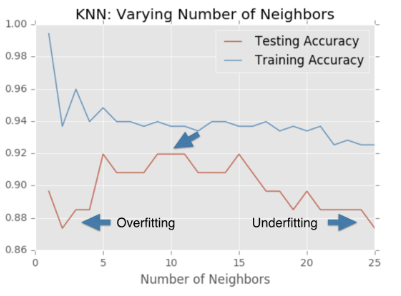 KNN: Varying Number of Neighbors
1.00
0.98
0.96
0.94
0.92
0.90
0.88
0.86
Testing Accuracy
Training Accuracy
Overfitting
Underfitting
0 5 10 15 20 25
Number of Neighbors